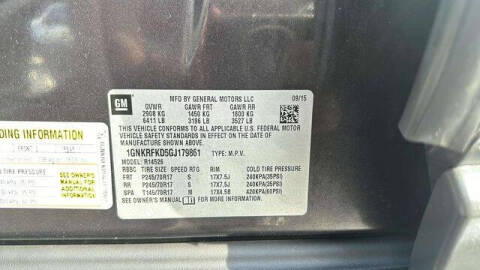 MFD BY GENERAL MOTORS LLC 09/15
GM GVWR GAWR FRT GAWR RR
2908 KG 1450 KG 1600 KG
6411 LB 3196 LB 3527 LB
THIS VEHICLE CONFORMS TO ALL APPLICABLE U.S. FEDERAL MOTOR
VEHICLE SAFETY STANDARDS IN EFFECT ON THE DATE OF
MANUFACTURE SHOWN ABOVE.
1GNKRFKD5GJ179861 TYPE: M.P.V.
MODEL: R14526
RBBC TIR SIZE SPEED RTG RIM COLD TIRE PRESSURE
FRT P245/70R17 S 17X7.5J 240KPA(35PSI)
RR P245/70R17 S 17X7.5J 240KPA(35PSI)
SPA T145/70R17 M 17X4.5B 420KPA(60PSI)
SEE OWNER'S MANUAL FOR MORE INFORMATION.
DING INFORMATION
FRONT
REAR
TIRE PRESSURE
SEE OWNER'S
MANUAL FOR